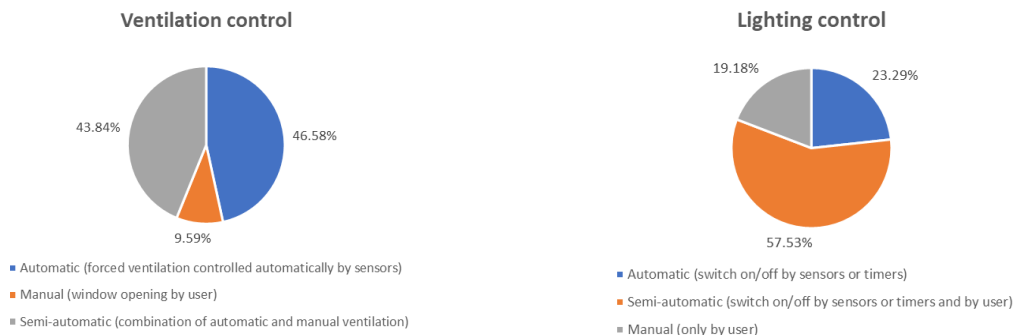 Ventilation control
43.84%
46.58%
9.59%
Automatic (forced ventilation controlled automatically by sensors)
Manual (window opening by user)
Semi-automatic (combination of automatic and manual ventilation)
Lighting control
19.18%
23.29%
57.53%
Automatic (switch on/off by sensors or timers)
Semi-automatic (switch on/off by sensors or timers and by user)
Manual (only by user)